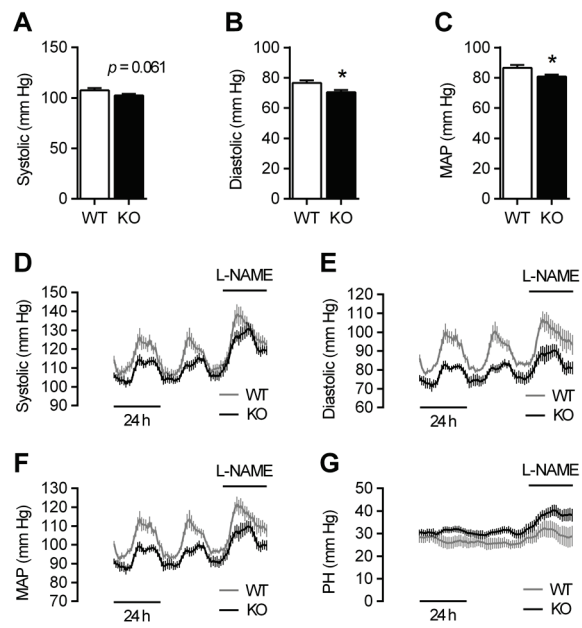 A
B
C
p = 0.061
*
*
Systolic (mm Hg)
150
100
50
0
WT KO
Diastolic (mm Hg)
100
80
60
40
20
0
WT KO
MAP (mm Hg)
100
80
60
40
20
0
WT KO
D
L-NAME
Systolic (mm Hg)
150
140
130
120
110
100
90
WT
KO
24 h
E
L-NAME
Diastolic (mm Hg)
120
110
100
90
80
70
60
WT
KO
24 h
F
L-NAME
MAP (mm Hg)
130
120
110
100
90
80
70
WT
KO
24 h
G
L-NAME
PH (mm Hg)
50
40
30
20
10
0
WT
KO
24 h